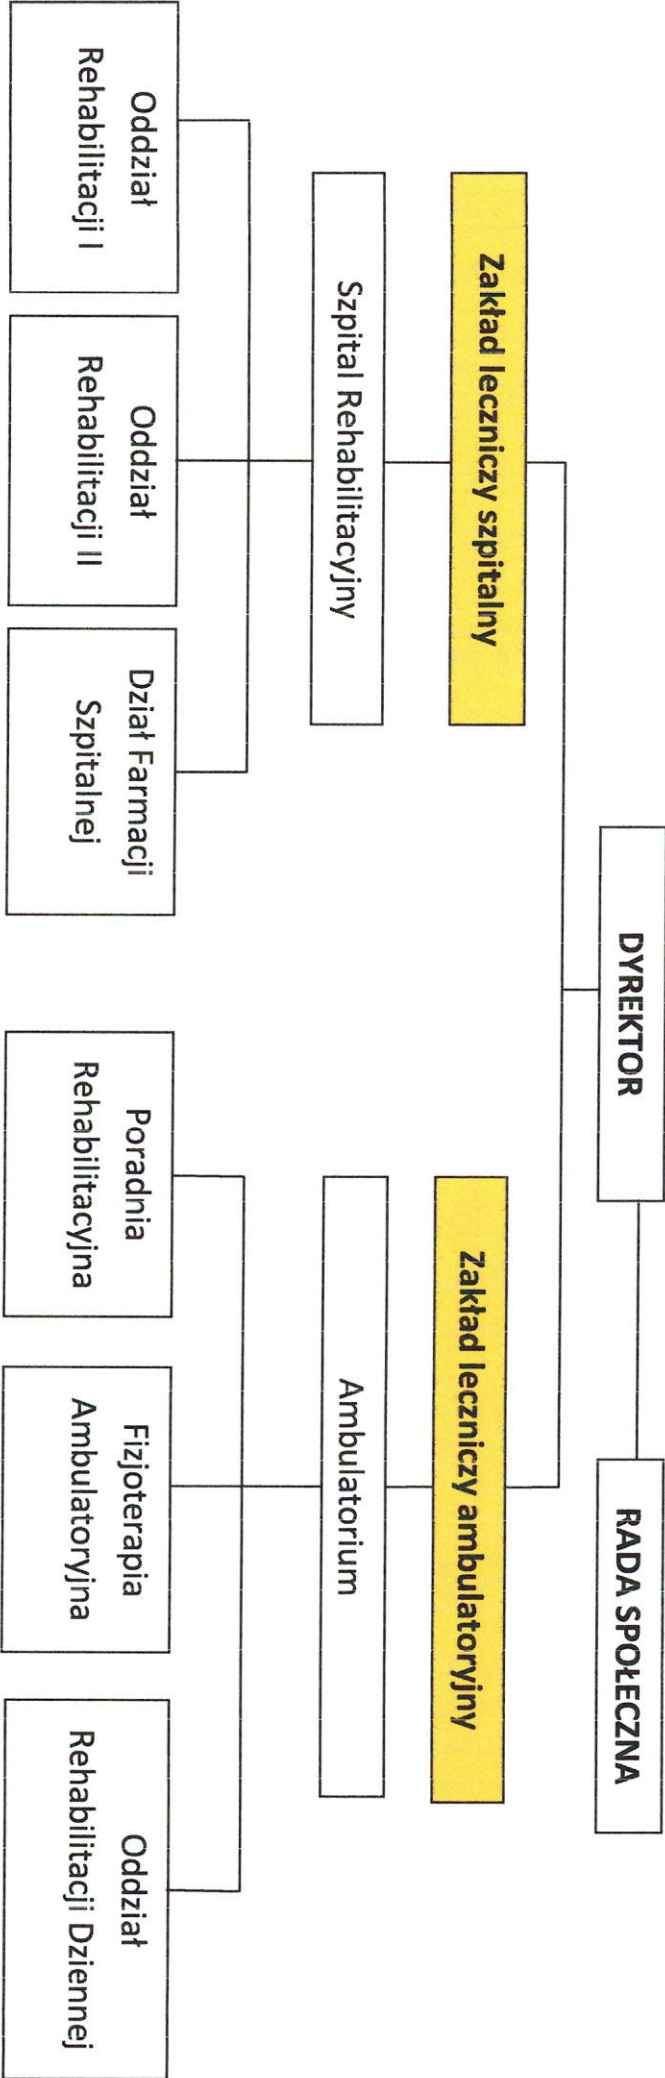 DYREKTOR
RADA SPOŁECZNA
Zakład leczniczy szpitalny
Zakład leczniczy ambulatoryjny
Szpital Rehabilitacyjny
Ambulatorium
Oddział
Rehabilitacji I
Oddział
Rehabilitacji II
Dział Farmacji
Szpitalnej
Poradnia
Rehabilitacyjna
Fizjoterapia
Ambulatoryjna
Oddział
Rehabilitacji Dziennej